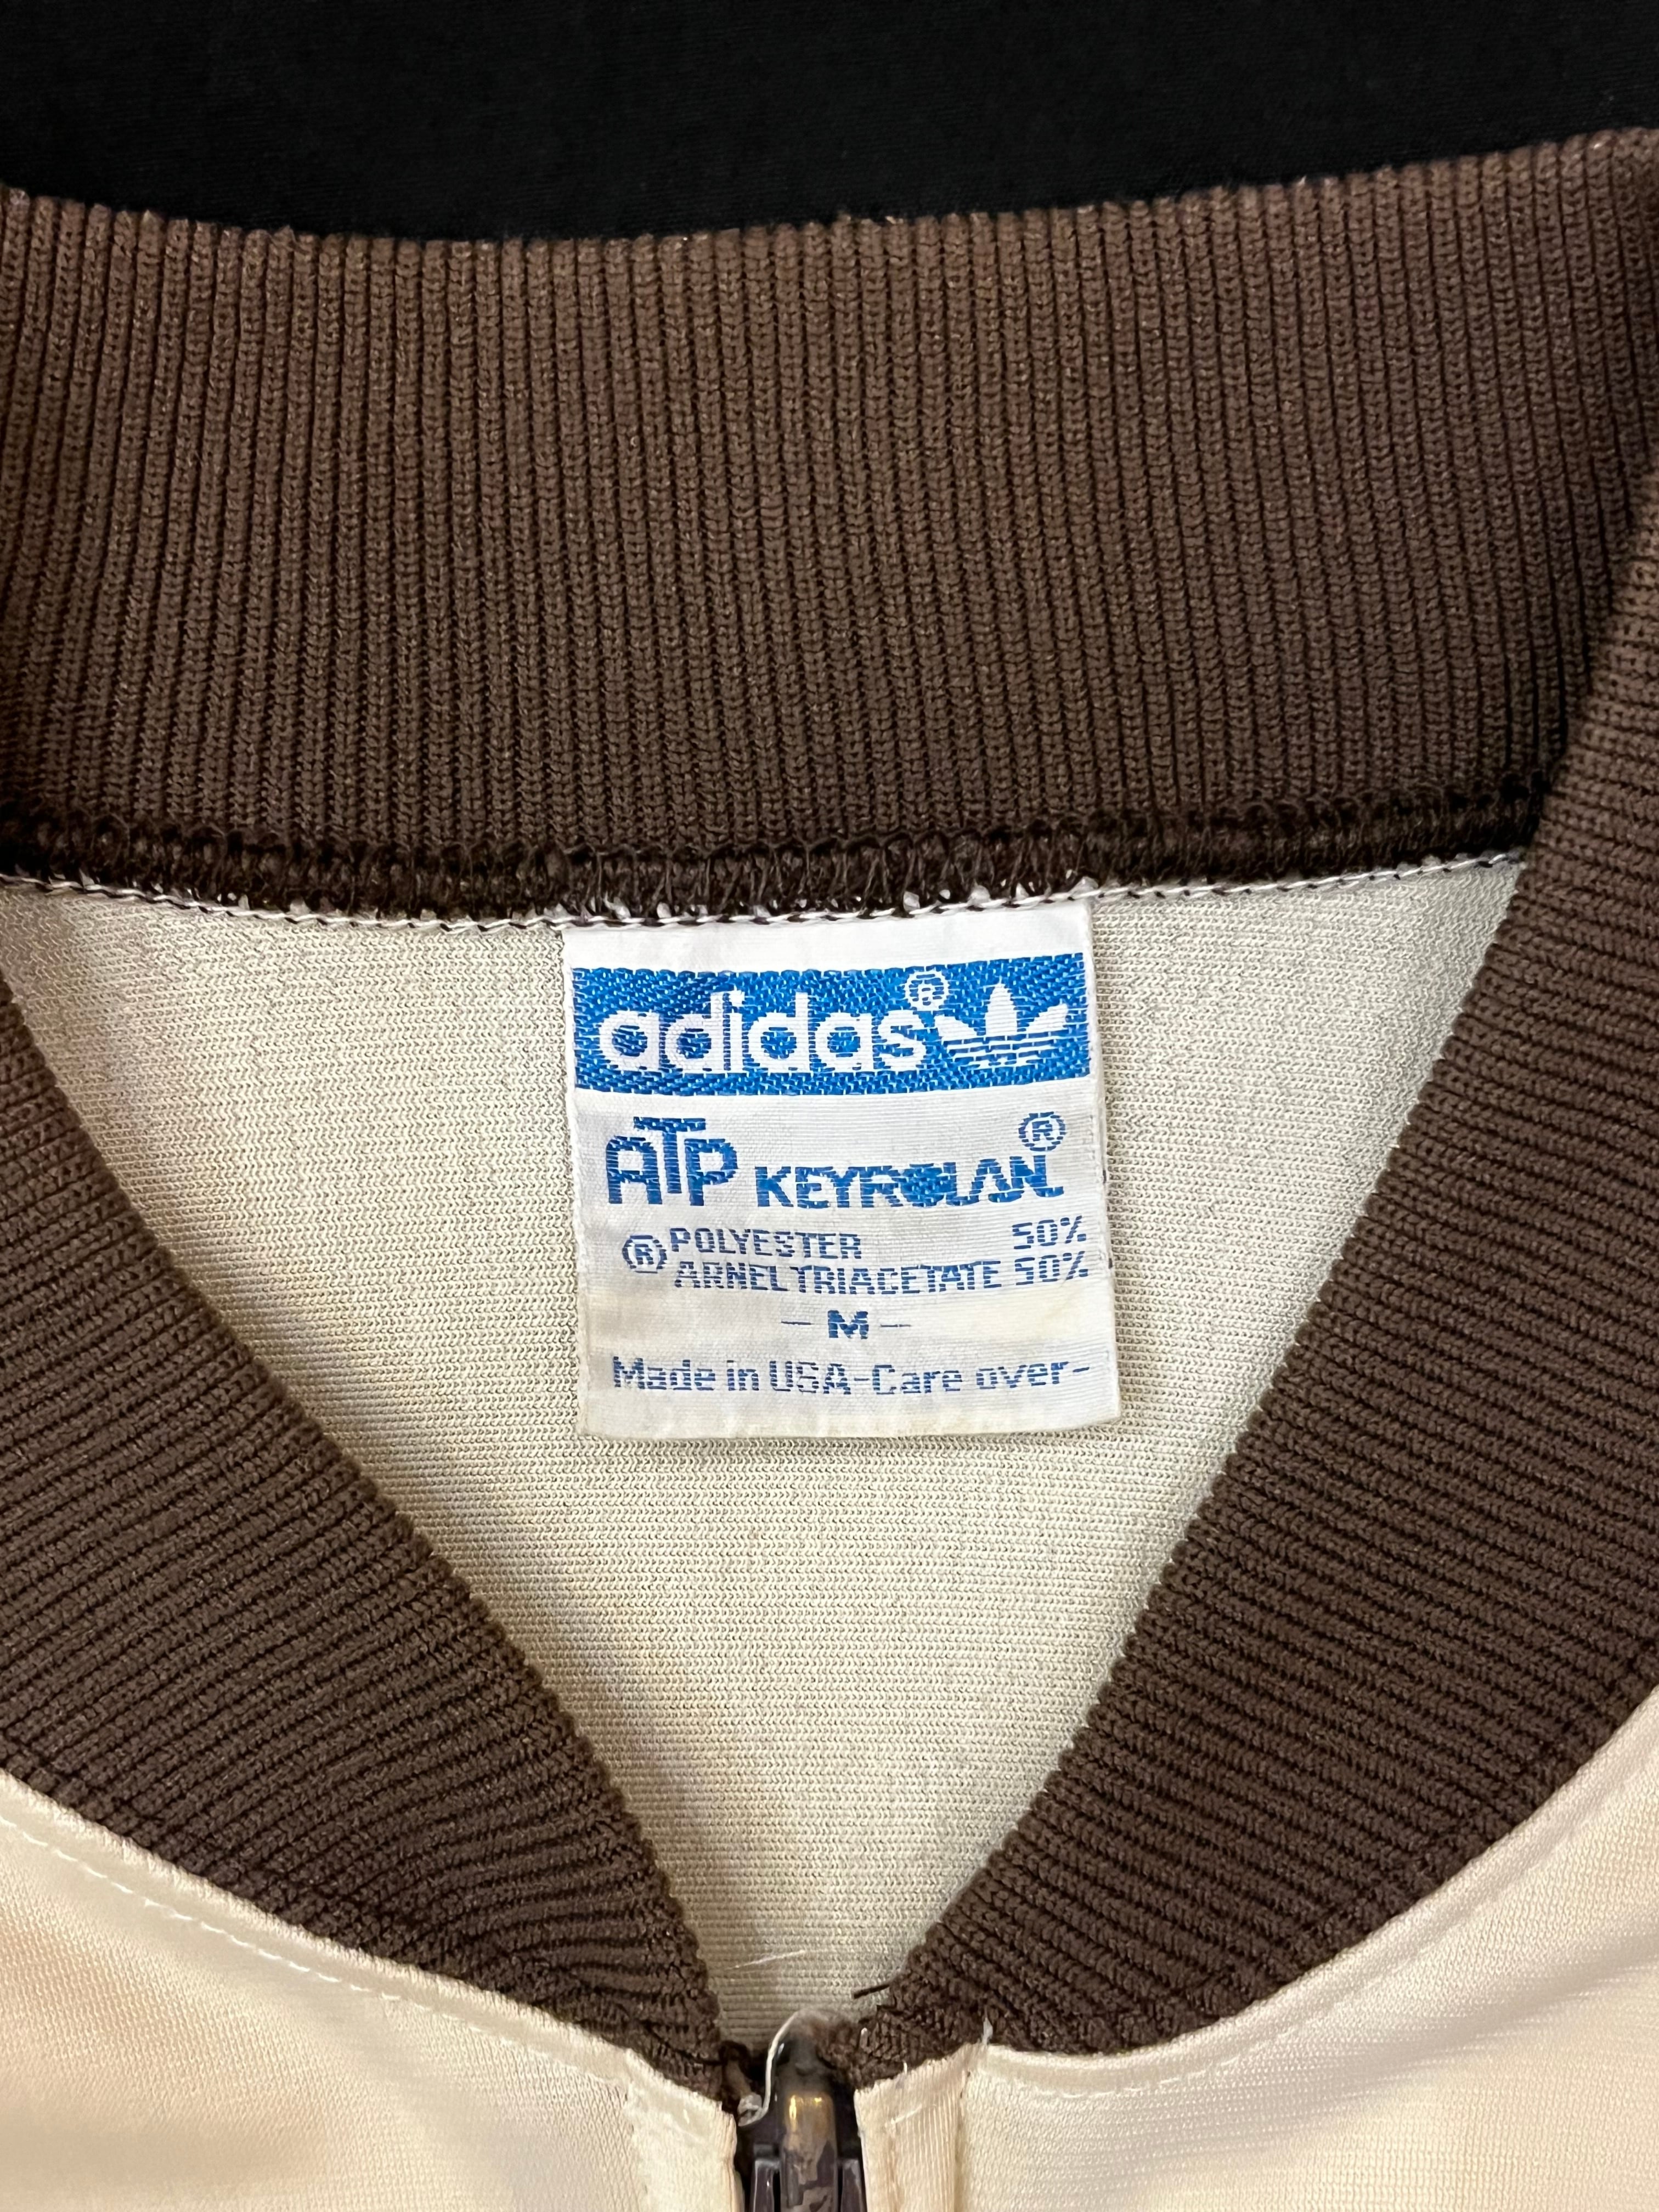 adidas®
ATP KEYROLAN®
® POLYESTER 50%
ARNEL TRIACETATE 50%
- M -
Made in USA-Care over-